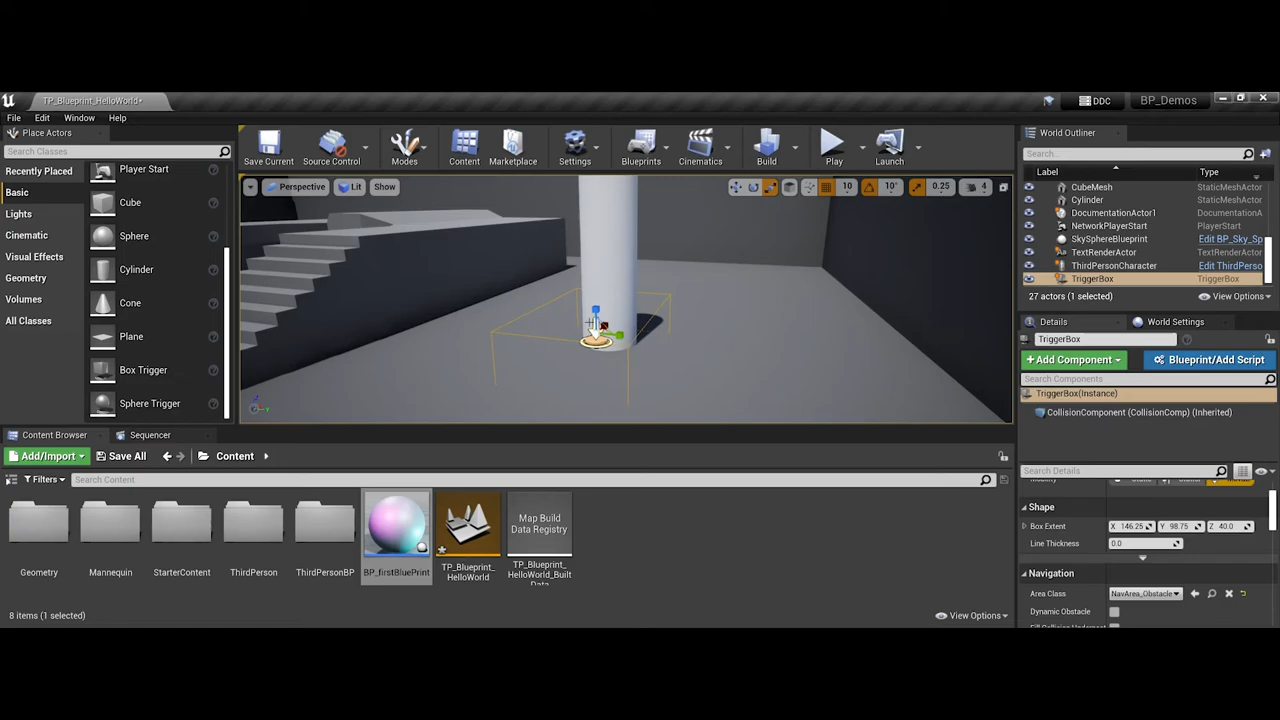 TP_Blueprint_HelloWorld•
DDC
BP_Demos
File
Edit
Window
Help
Place Actors
Search Classes
Recently Placed
Basic
Lights
Cinematic
Visual Effects
Geometry
Volumes
All Classes
Player Start
Cube
Sphere
Cylinder
Cone
Plane
Box Trigger
Sphere Trigger
Save Current
Source Control
Modes
Content
Marketplace
Settings
Blueprints
Cinematics
Build
Play
Launch
Perspective
Lit
Show
10
10°
0.25
4
World Outliner
Search...
Label
Type
CubeMesh
StaticMeshActor
Cylinder
StaticMeshActor
DocumentationActor1
DocumentationA
NetworkPlayerStart
PlayerStart
SkySphereBlueprint
Edit BP_Sky_Sp
TextRenderActor
TextRenderActor
ThirdPersonCharacter
Edit ThirdPerso
TriggerBox
TriggerBox
27 actors (1 selected)
View Options
Details
World Settings
TriggerBox
+Add Component
Blueprint/Add Script
Search Components
TriggerBox(Instance)
CollisionComponent (CollisionComp) (Inherited)
Search Details
Shape
Box Extent
X 146.25
Y 98.75
Z 40.0
Line Thickness
0.0
Navigation
Area Class
NavArea_Obstacle
Dynamic Obstacle
Content Browser
Sequencer
Add/Import
Save All
Content
Filters
Search Content
Geometry
Mannequin
StarterContent
ThirdPerson
ThirdPersonBP
BP_firstBluePrint
TP_Blueprint_
HelloWorld
Map Build
Data Registry
TP_Blueprint_
HelloWorld_Built
Data
8 items (1 selected)
View Options